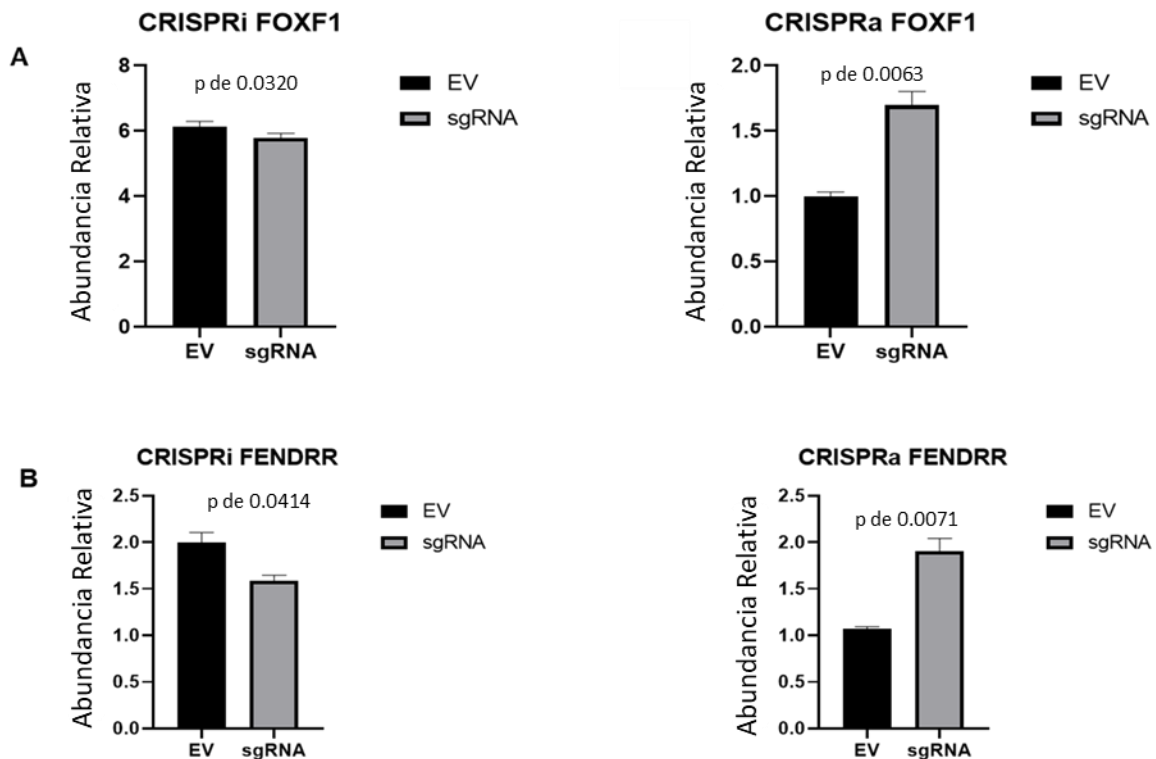 A
CRISPRi FOXF1
Abundancia Relativa
8
6
4
2
0
p de 0.0320
EV
sgRNA
EV
sgRNA
CRISPRa FOXF1
Abundancia Relativa
2.0
1.5
1.0
0.5
0.0
p de 0.0063
EV
sgRNA
EV
sgRNA
B
CRISPRi FENDRR
Abundancia Relativa
2.5
2.0
1.5
1.0
0.5
0.0
p de 0.0414
EV
sgRNA
EV
sgRNA
CRISPRa FENDRR
Abundancia Relativa
2.5
2.0
1.5
1.0
0.5
0.0
p de 0.0071
EV
sgRNA
EV
sgRNA